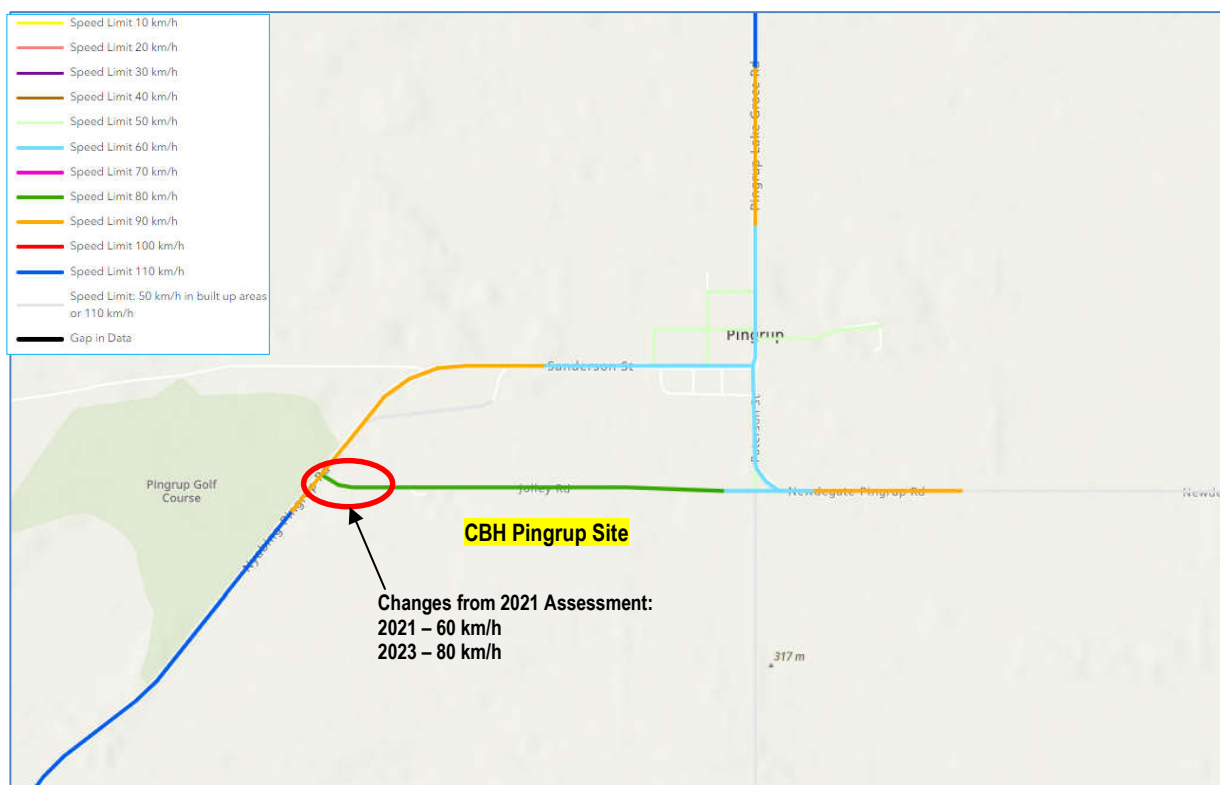 Speed Limit 10 km/h
Speed Limit 20 km/h
Speed Limit 30 km/h
Speed Limit 40 km/h
Speed Limit 50 km/h
Speed Limit 60 km/h
Speed Limit 70 km/h
Speed Limit 80 km/h
Speed Limit 90 km/h
Speed Limit 100 km/h
Speed Limit 110 km/h
Speed Limit: 50 km/h in built up areas
or 110 km/h
Gap in Data
Pingrup Lake Grace Rd
Pingrup
Sanderson St
Paterson St
Pingrup Golf
Course
Nyabing Pingrup Rd
Jolley Rd
Newdegate Pingrup Rd
Newde
CBH Pingrup Site
Changes from 2021 Assessment:
2021 – 60 km/h
2023 – 80 km/h
317 m